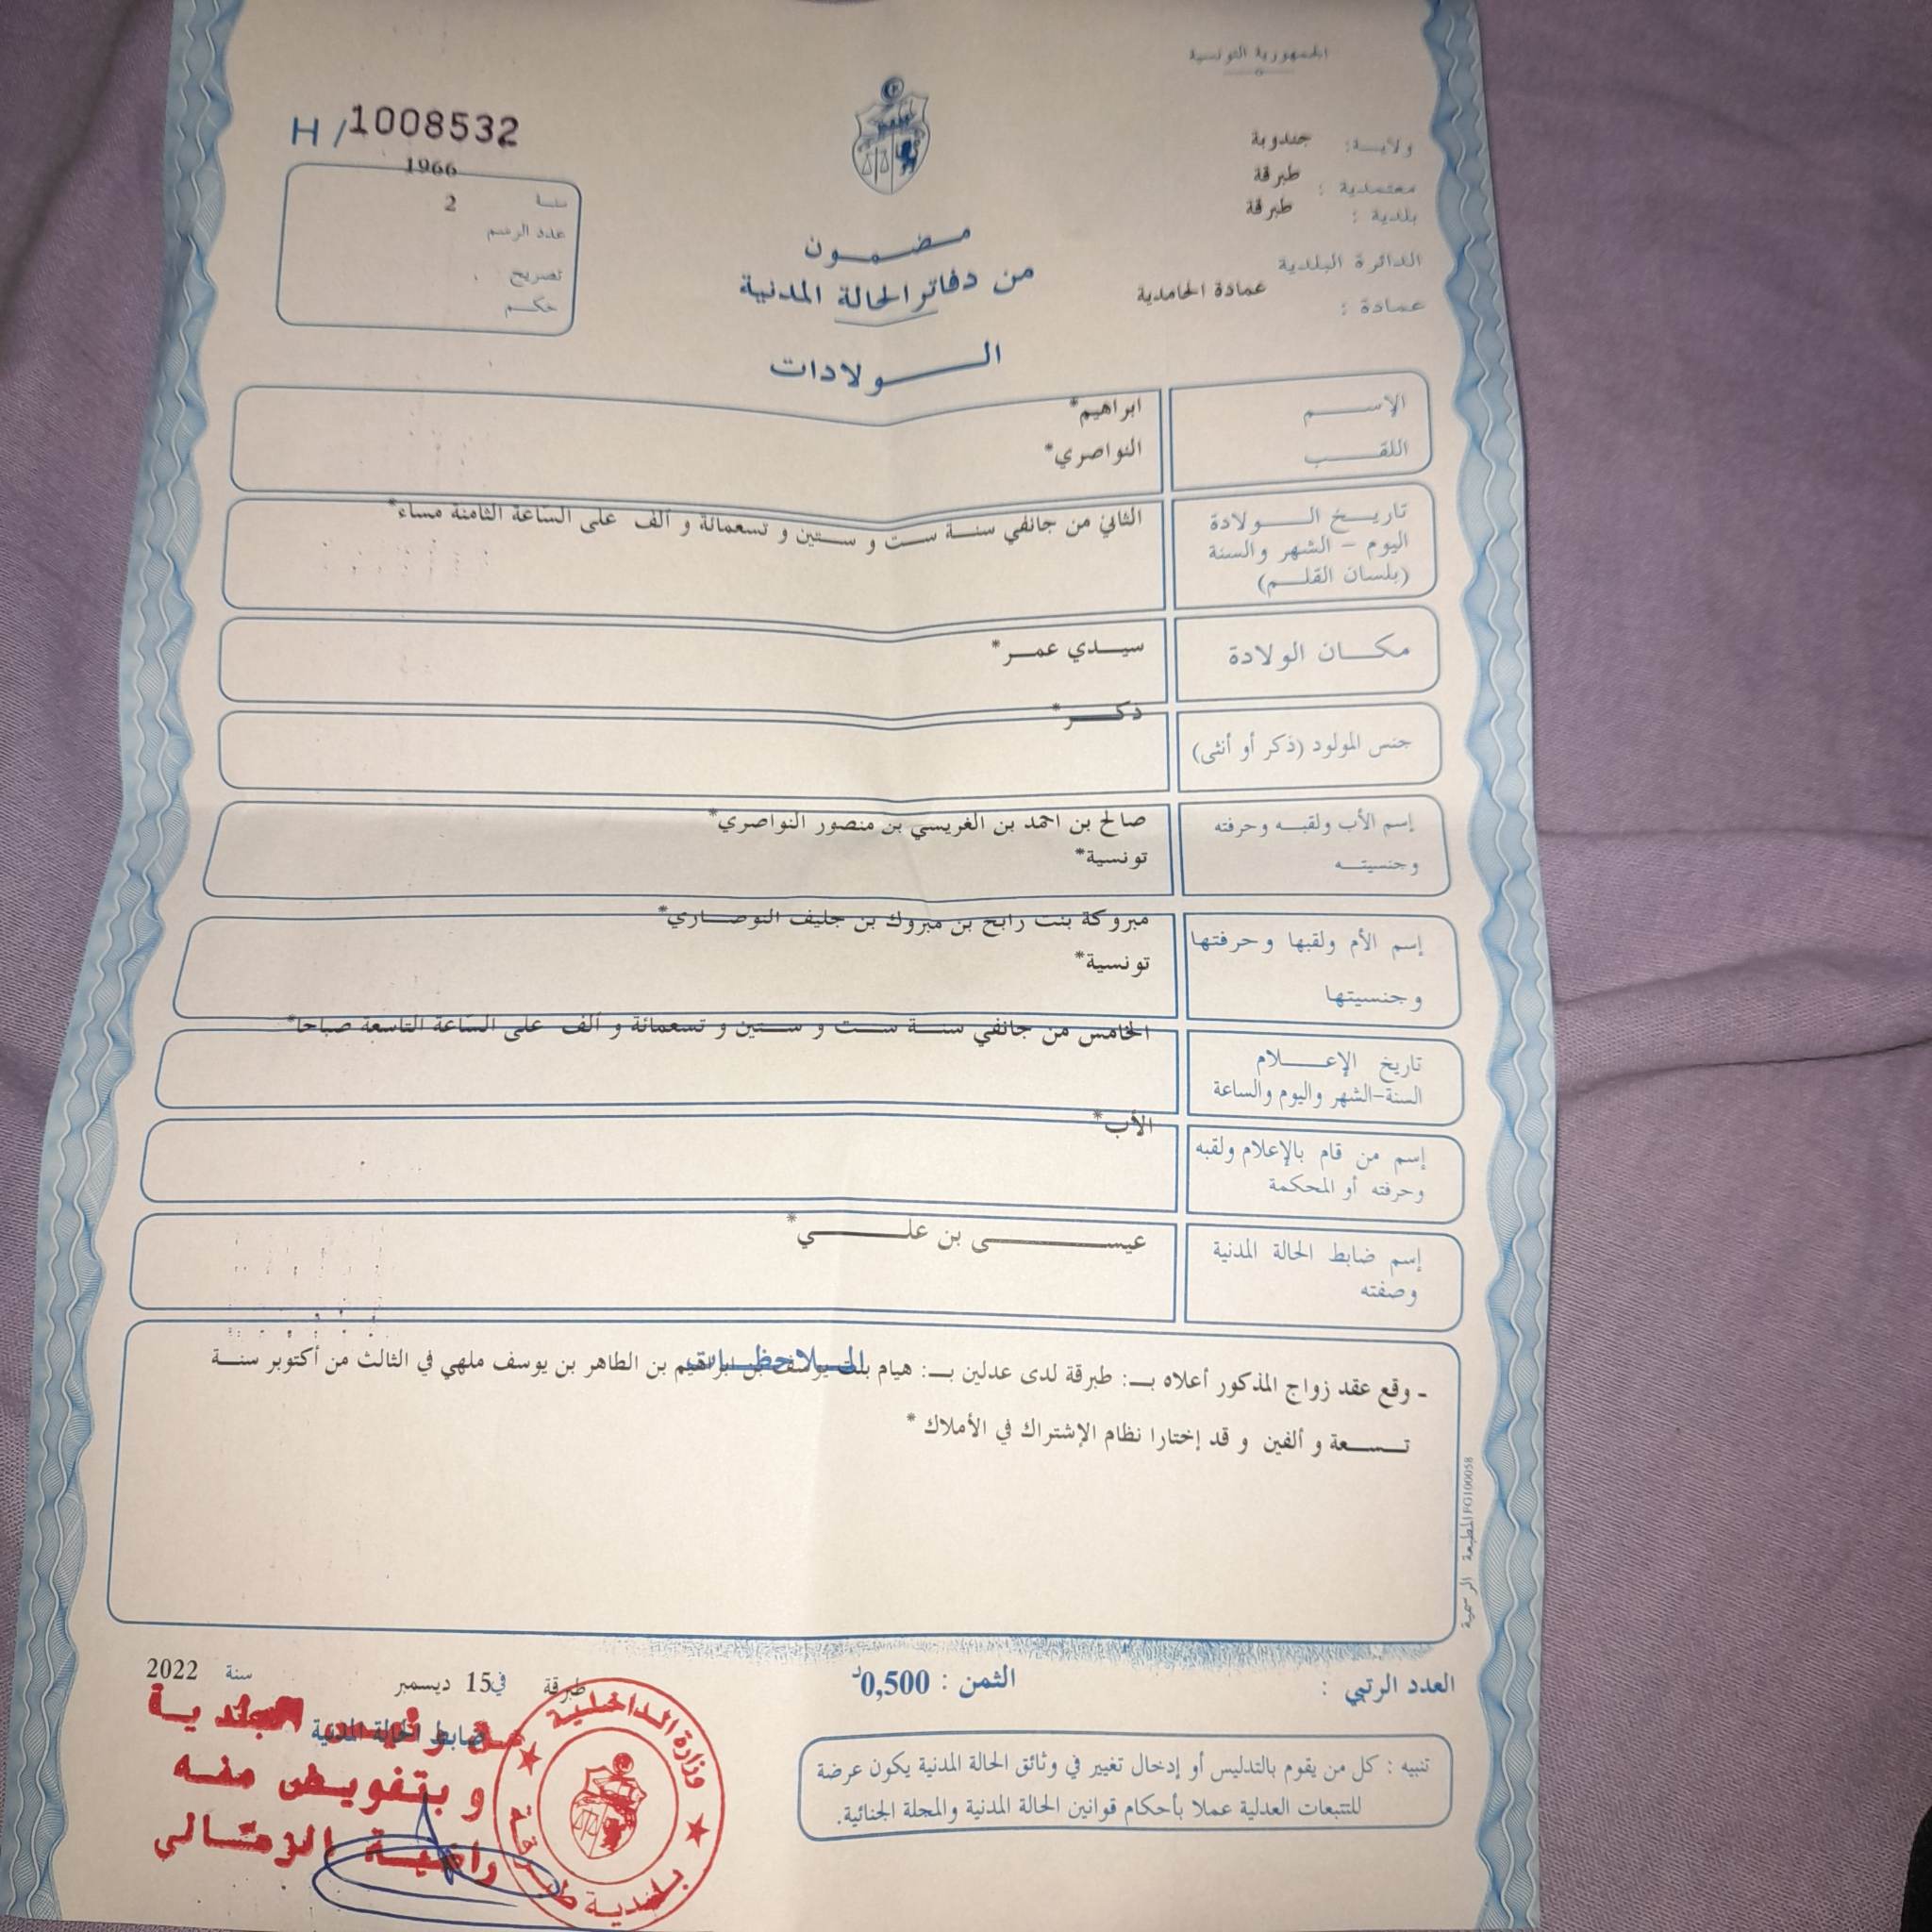 الجمهورية التونسية
H/1008532
ولايــة: جندوبة
معتمدية : طبرقة
بلدية : طبرقة
الدائرة البلدية
عمادة : عمادة الحامدية
1966
سنة 2
عدد الرسم
تصريح
حكم
مضمون
من دفاتر الحالة المدنية
الولادات
الإسم ابراهيم*
اللقب النواصري*
تاريخ الولادة
اليوم - الشهر والسنة
(بلسان القلم)
الثاني من جانفي سنة ست و ستين و تسعمائة و ألف على الساعة الثامنة مساء*
مكان الولادة سيدي عمر*
جنس المولود (ذكر أو أنثى) ذكر*
إسم الأب ولقبه وحرفته
وجنسيته
صالح بن احمد بن الغريسي بن منصور النواصري*
تونسية*
إسم الأم ولقبها وحرفتها
وجنسيتها
مبروكة بنت رابح بن مبروك بن جليف النوصاري*
تونسية*
تاريخ الإعلام
السنة-الشهر واليوم والساعة
الخامس من جانفي سنة ست و ستين و تسعمائة و ألف على الساعة التاسعة صباحا*
إسم من قام بالإعلام ولقبه
وحرفته أو المحكمة
الأب*
إسم ضابط الحالة المدنية
وصفته
عيسى بن علي*
الملاحظات
- وقع عقد زواج المذكور أعلاه بـ: طبرقة لدى عدلين بـ: هيام بنت يوسف بن ابراهيم بن الطاهر بن يوسف ملهي في الثالث من أكتوبر سنة
تسعة و ألفين و قد إختارا نظام الإشتراك في الأملاك *
المطبعة الرسمية FG100058
العدد الرتبي :
الثمن : 0,500د
طبرقة في 15 ديسمبر سنة 2022
ضابط الحالة المدنية
و بتفويض منه
وزارة الداخلية
بلدية طبرقة
تنبيه : كل من يقوم بالتدليس أو إدخال تغيير في وثائق الحالة المدنية يكون عرضة
للتتبعات العدلية عملا بأحكام قوانين الحالة المدنية والمجلة الجنائية.